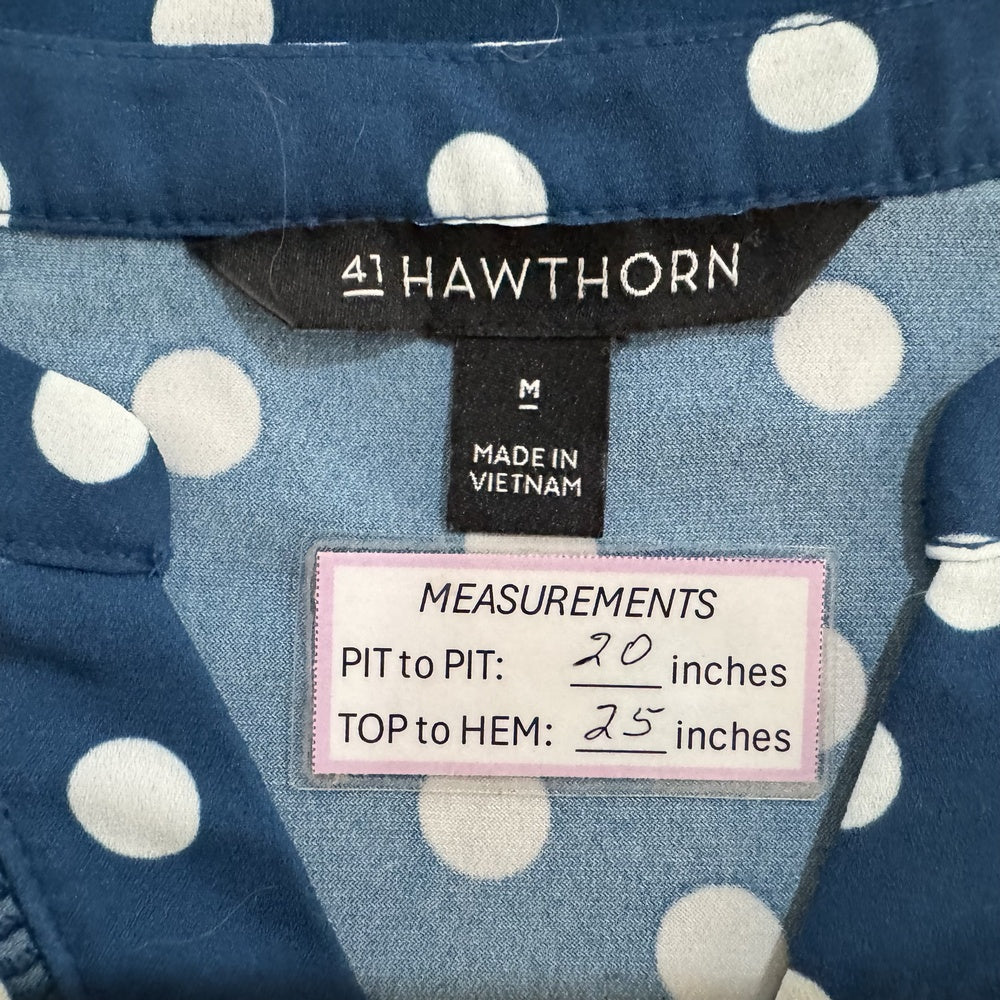 41 HAWTHORN
M
MADE IN
VIETNAM
MEASUREMENTS
PIT to PIT: 20 inches
TOP to HEM: 25 inches